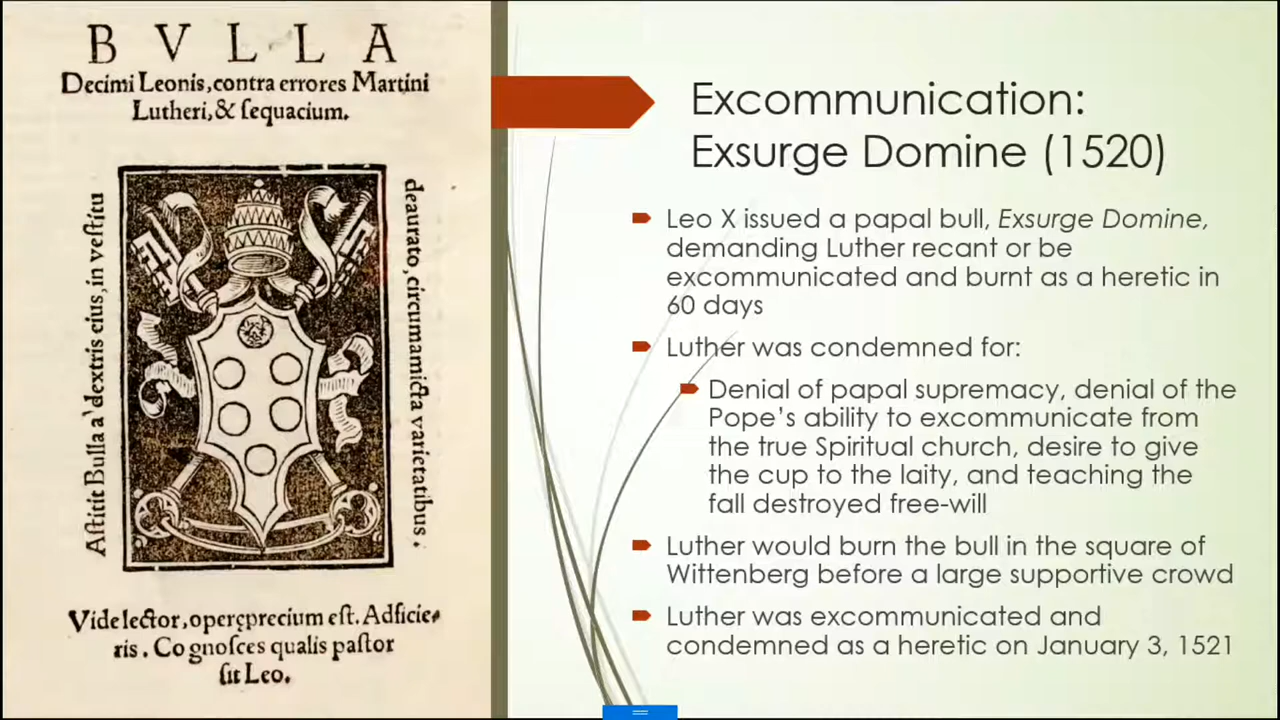 BVLLA
Decimi Leonis, contra errores Martini
Lutheri, & ſequacium.
Aſtitit Bulla a'dextris eius, in veſtitu
deaurato, circumamicta varietatibus.
Vide lector, operęprecium eſt. Adficie-
ris. Cognoſces qualis paſtor
ſit Leo.
Excommunication:
Exsurge Domine (1520)
Leo X issued a papal bull, Exsurge Domine,
demanding Luther recant or be
excommunicated and burnt as a heretic in
60 days
Luther was condemned for:
Denial of papal supremacy, denial of the
Pope's ability to excommunicate from
the true Spiritual church, desire to give
the cup to the laity, and teaching the
fall destroyed free-will
Luther would burn the bull in the square of
Wittenberg before a large supportive crowd
Luther was excommunicated and
condemned as a heretic on January 3, 1521